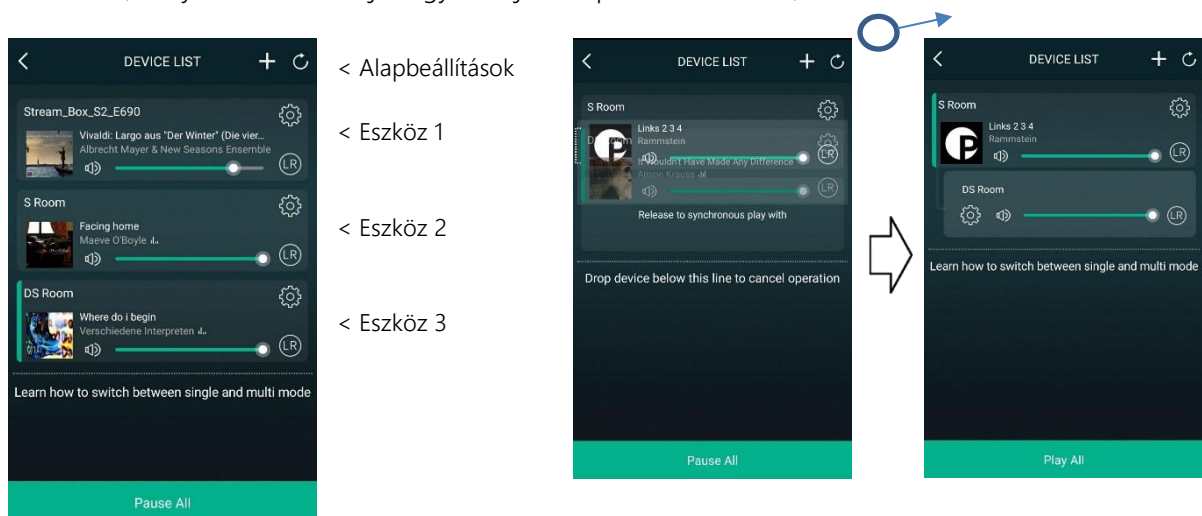 DEVICE LIST
Stream_Box_S2_E690
Vivaldi: Largo aus "Der Winter" (Die vier...
Albrecht Mayer & New Seasons Ensemble
LR
S Room
Facing home
Maeve O'Boyle
LR
DS Room
Where do i begin
Verschiedene Interpreten
LR
Learn how to switch between single and multi mode
Pause All
< Alapbeállítások
< Eszköz 1
< Eszköz 2
< Eszköz 3
DEVICE LIST
S Room
Links 2 3 4
DS Room Rammstein
LR
It Wouldn't Have Made Any Difference
Alison Krauss
LR
Release to synchronous play with
Drop device below this line to cancel operation
Pause All
DEVICE LIST
S Room
Links 2 3 4
Rammstein
LR
DS Room
LR
Learn how to switch between single and multi mode
Play All